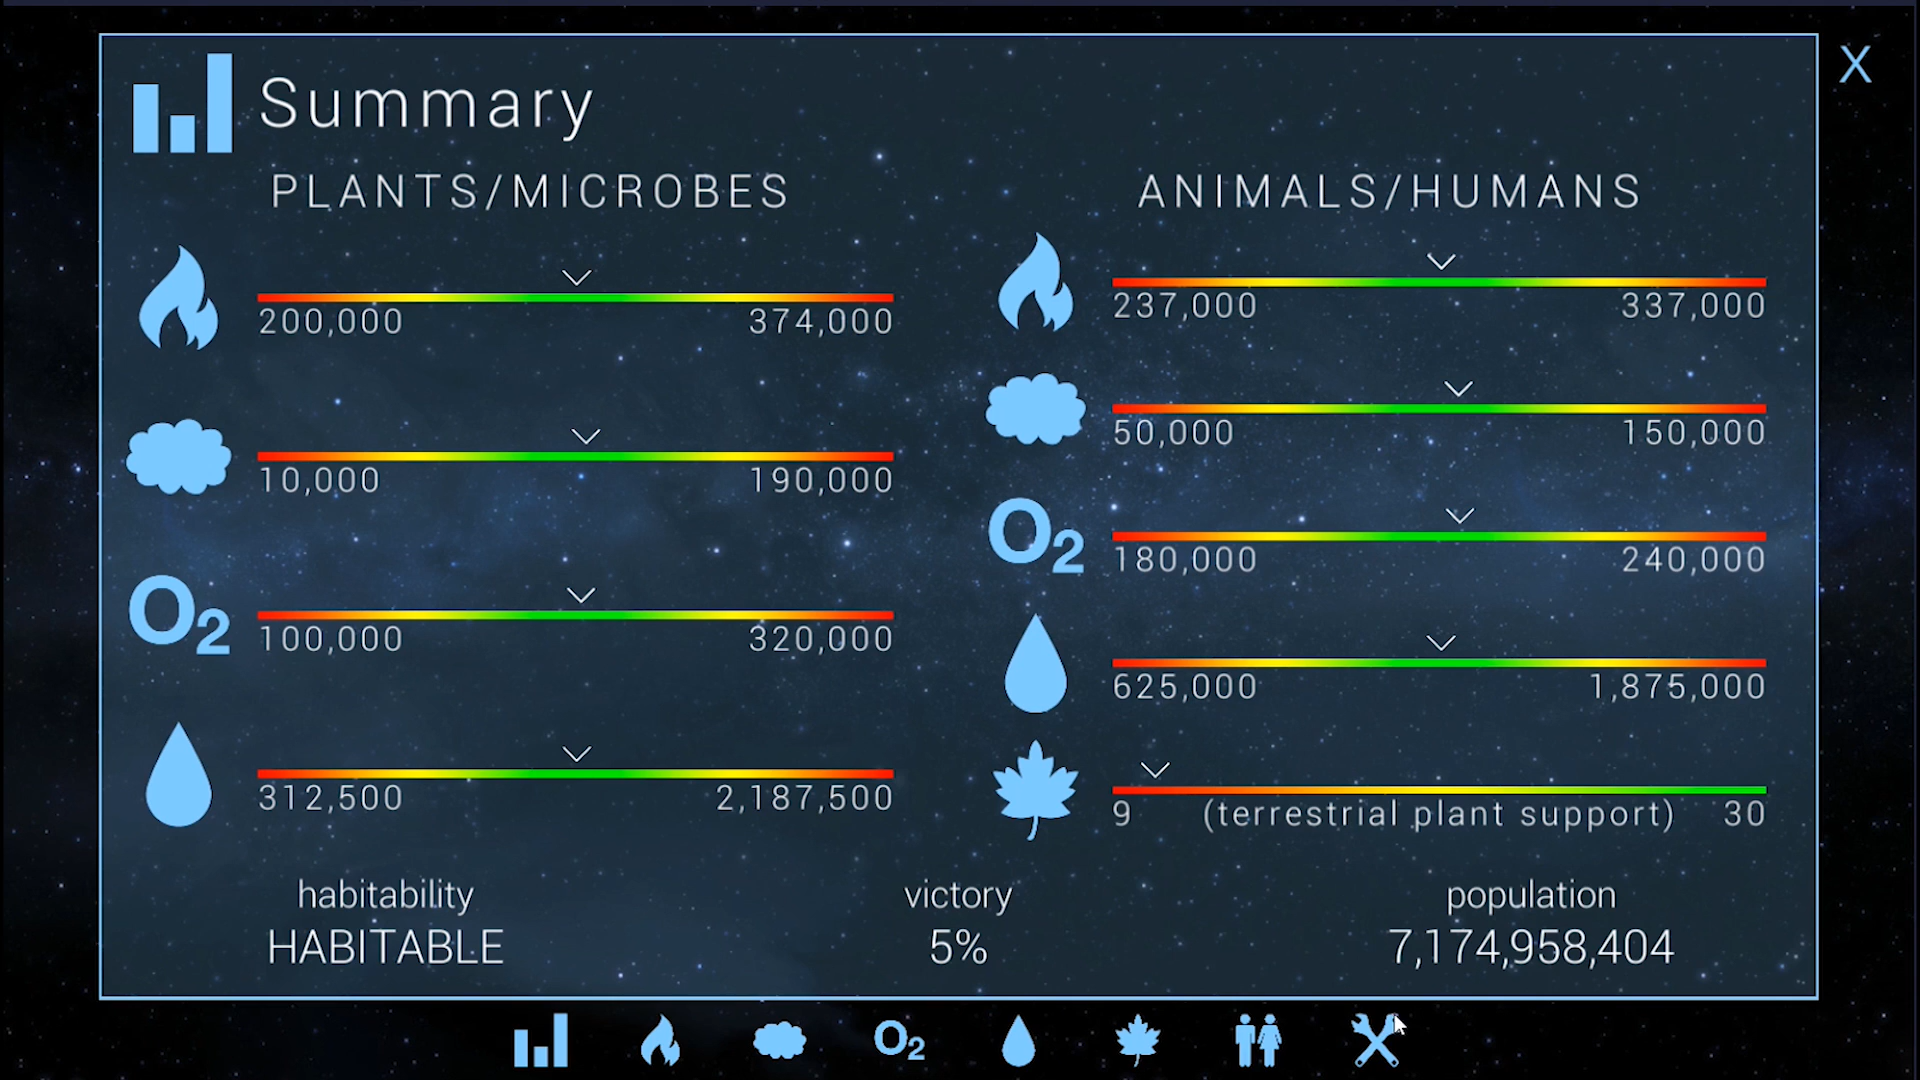 X
Summary
PLANTS/MICROBES
200,000 374,000
10,000 190,000
O2
100,000 320,000
312,500 2,187,500
ANIMALS/HUMANS
237,000 337,000
50,000 150,000
O2
180,000 240,000
625,000 1,875,000
9 (terrestrial plant support) 30
habitability
HABITABLE
victory
5%
population
7,174,958,404
O2